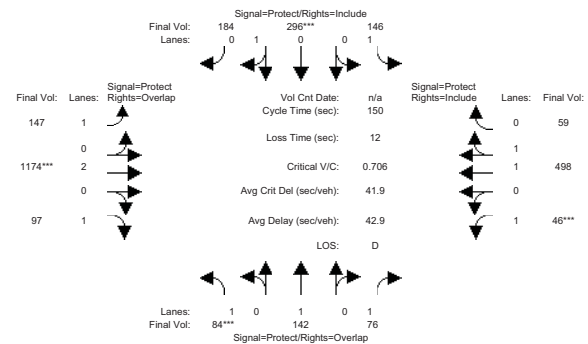 Signal=Protect/Rights=Include
Final Vol: 184 296*** 146
Lanes: 0 1 0 0 1
Signal=Protect
Final Vol: Lanes: Rights=Overlap
Vol Cnt Date: n/a
Cycle Time (sec): 150
Signal=Protect
Rights=Include Lanes: Final Vol:
147 1
0 59
Loss Time (sec): 12
0
1
1174*** 2
Critical V/C: 0.706
1 498
0
Avg Crit Del (sec/veh): 41.9
0
97 1
Avg Delay (sec/veh): 42.9
1 46***
LOS: D
Lanes: 1 0 1 0 1
Final Vol: 84*** 142 76
Signal=Protect/Rights=Overlap